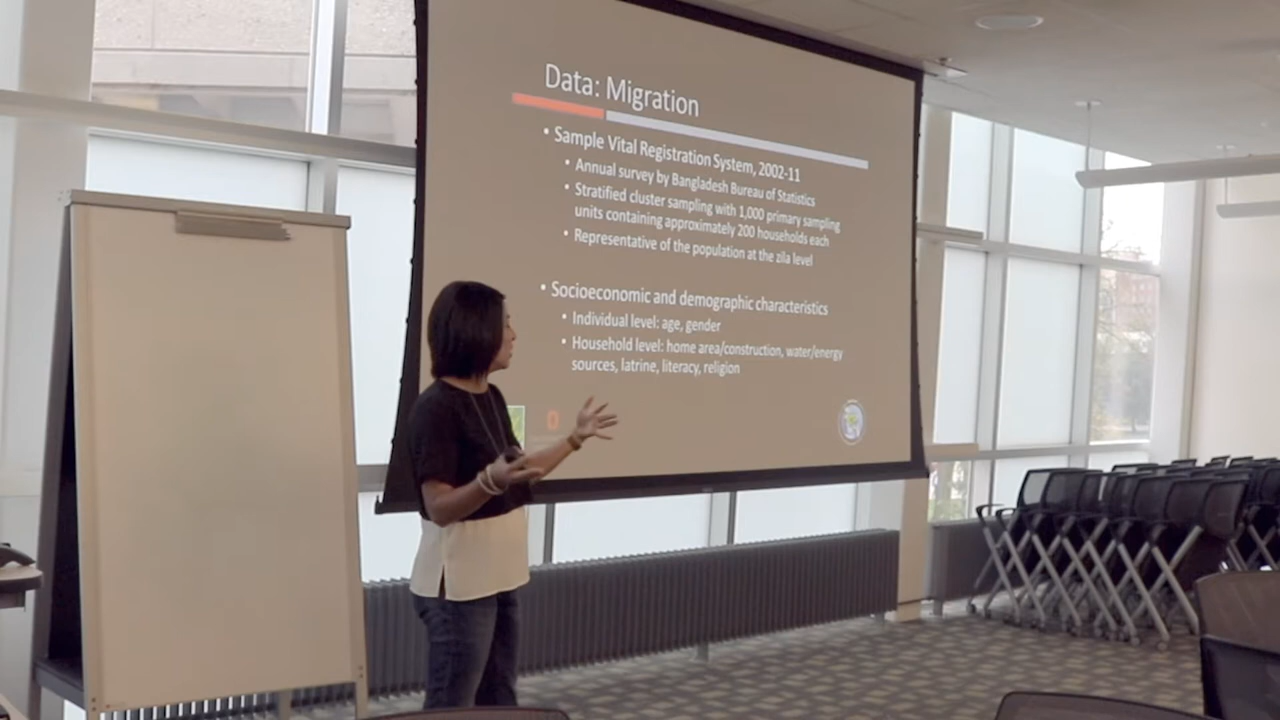 Data: Migration
• Sample Vital Registration System, 2002-11
• Annual survey by Bangladesh Bureau of Statistics
• Stratified cluster sampling with 1,000 primary sampling
units containing approximately 200 households each
• Representative of the population at the zila level
• Socioeconomic and demographic characteristics
• Individual level: age, gender
• Household level: home area/construction, water/energy
sources, latrine, literacy, religion